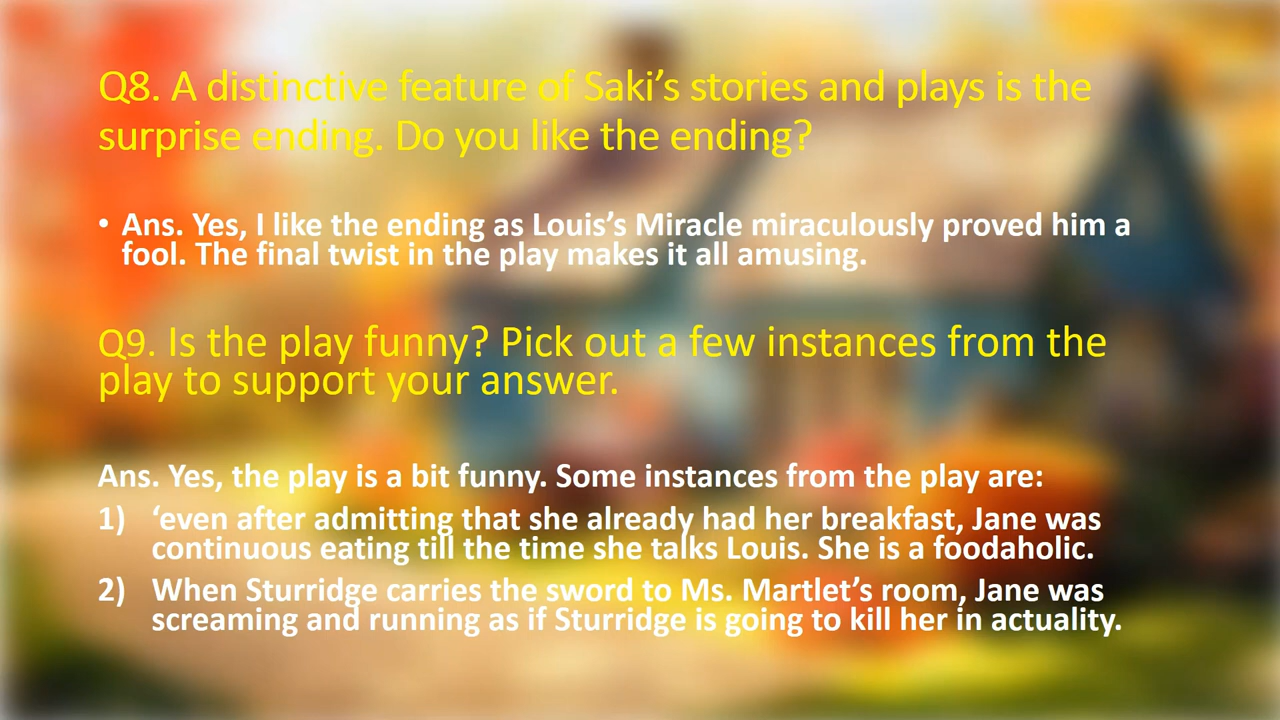 Q8. A distinctive feature of Saki’s stories and plays is the
surprise ending. Do you like the ending?
• Ans. Yes, I like the ending as Louis’s Miracle miraculously proved him a
fool. The final twist in the play makes it all amusing.
Q9. Is the play funny? Pick out a few instances from the
play to support your answer.
Ans. Yes, the play is a bit funny. Some instances from the play are:
1) ‘even after admitting that she already had her breakfast, Jane was
continuous eating till the time she talks Louis. She is a foodaholic.
2) When Sturridge carries the sword to Ms. Martlet’s room, Jane was
screaming and running as if Sturridge is going to kill her in actuality.